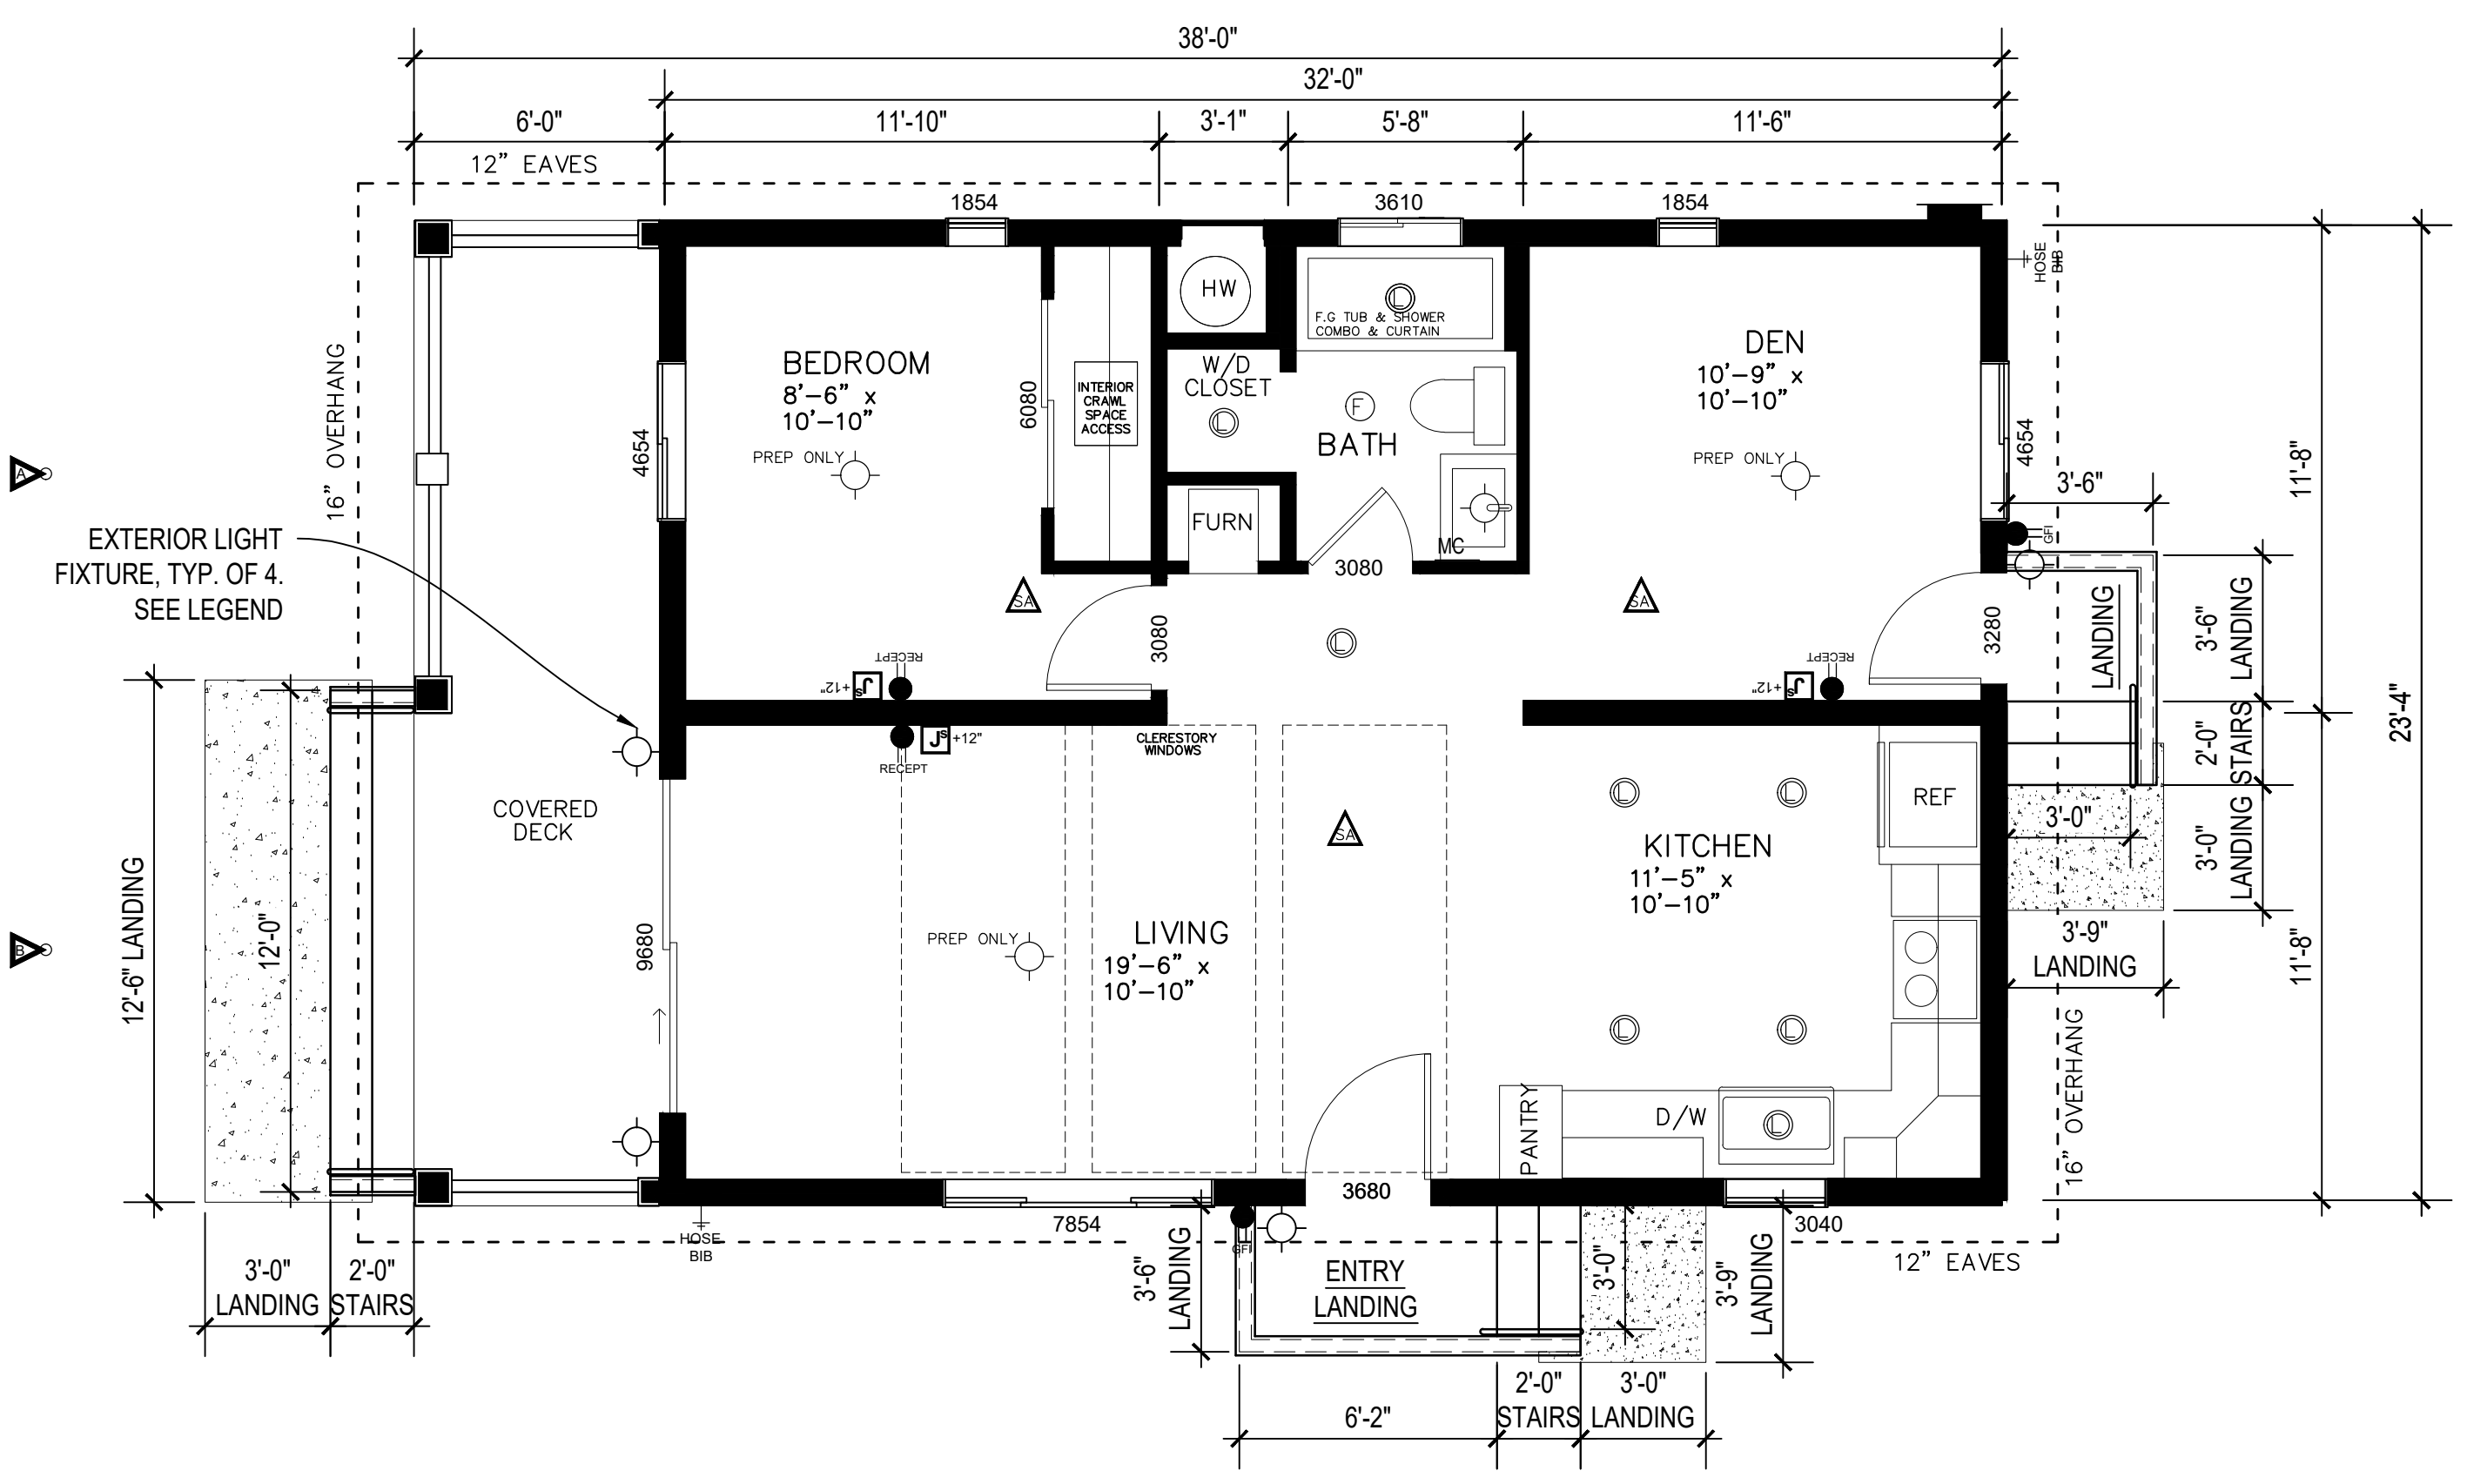 38'-0"
32'-0"
6'-0"
11'-10"
3'-1"
5'-8"
11'-6"
12" EAVES
1854
3610
1854
HOSE
BIB
HW
F.G TUB & SHOWER
COMBO & CURTAIN
BEDROOM
8'-6" x
10'-10"
PREP ONLY
6080
INTERIOR
CRAWL
SPACE
ACCESS
W/D
CLOSET
L
L
F
BATH
DEN
10'-9" x
10'-10"
PREP ONLY
16" OVERHANG
4654
4654
3'-6"
11'-8"
23'-4"
A
EXTERIOR LIGHT
FIXTURE, TYP. OF 4.
SEE LEGEND
FURN
MC
3080
GFI
SA
SA
3080
L
3280
LANDING
3'-6"
LANDING
RECEPT
+12"
JS
RECEPT
+12"
JS
2'-0"
STAIRS
JS
+12"
RECEPT
CLERESTORY
WINDOWS
COVERED
DECK
SA
L
L
REF
3'-0"
3'-0"
LANDING
KITCHEN
11'-5" x
10'-10"
12'-6" LANDING
12'-0"
B
9680
PREP ONLY
LIVING
19'-6" x
10'-10"
3'-9"
LANDING
11'-8"
L
L
16" OVERHANG
PANTRY
D/W
L
3680
7854
3040
HOSE
BIB
GFI
12" EAVES
3'-0"
LANDING
2'-0"
STAIRS
3'-6"
LANDING
ENTRY
LANDING
3'-0"
3'-9"
LANDING
6'-2"
2'-0"
STAIRS
3'-0"
LANDING